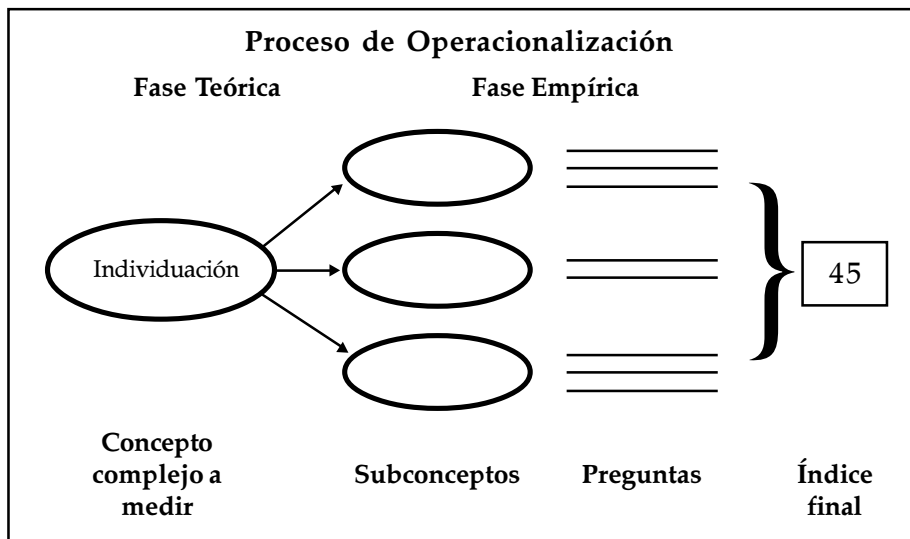 Proceso de Operacionalización
Fase Teórica
Fase Empírica
Individuación
45
Concepto
complejo a
medir
Subconceptos
Preguntas
Índice
final